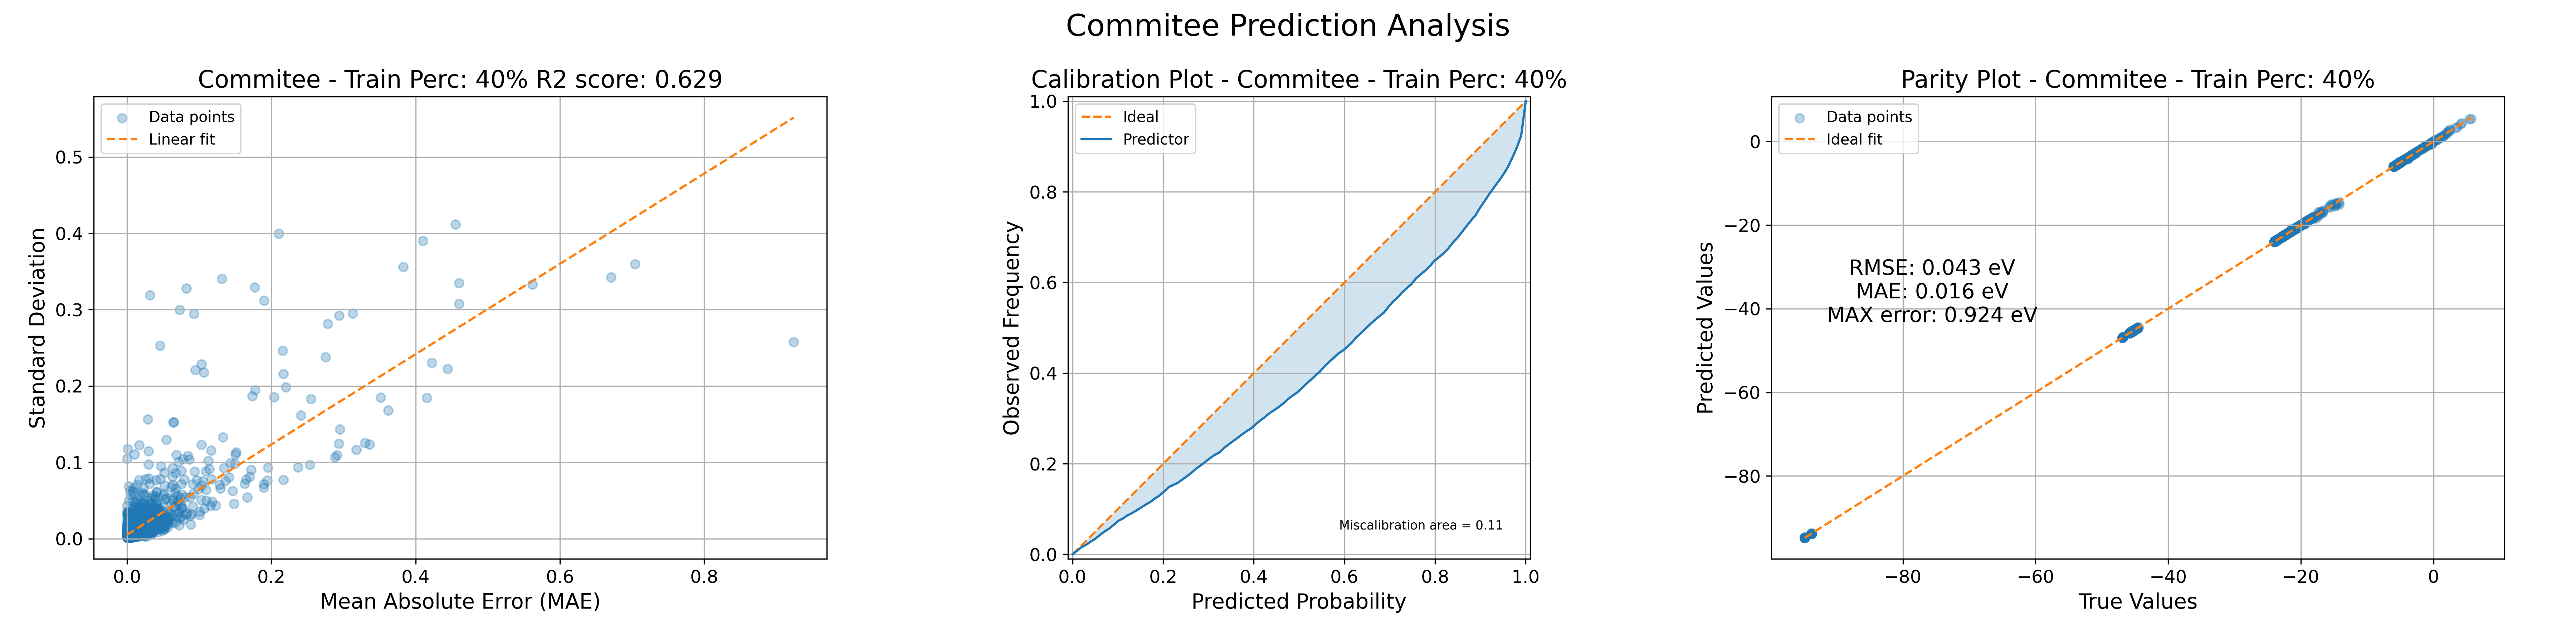 Commitee Prediction Analysis
Commitee - Train Perc: 40% R2 score: 0.629
Data points
Linear fit
0.5
0.4
0.3
0.2
0.1
0.0
Standard Deviation
0.0 0.2 0.4 0.6 0.8
Mean Absolute Error (MAE)
Calibration Plot - Commitee - Train Perc: 40%
Ideal
Predictor
1.0
0.8
0.6
0.4
0.2
0.0
Observed Frequency
Miscalibration area = 0.11
0.0 0.2 0.4 0.6 0.8 1.0
Predicted Probability
Parity Plot - Commitee - Train Perc: 40%
Data points
Ideal fit
0
−20
−40
−60
−80
Predicted Values
RMSE: 0.043 eV
MAE: 0.016 eV
MAX error: 0.924 eV
−80 −60 −40 −20 0
True Values